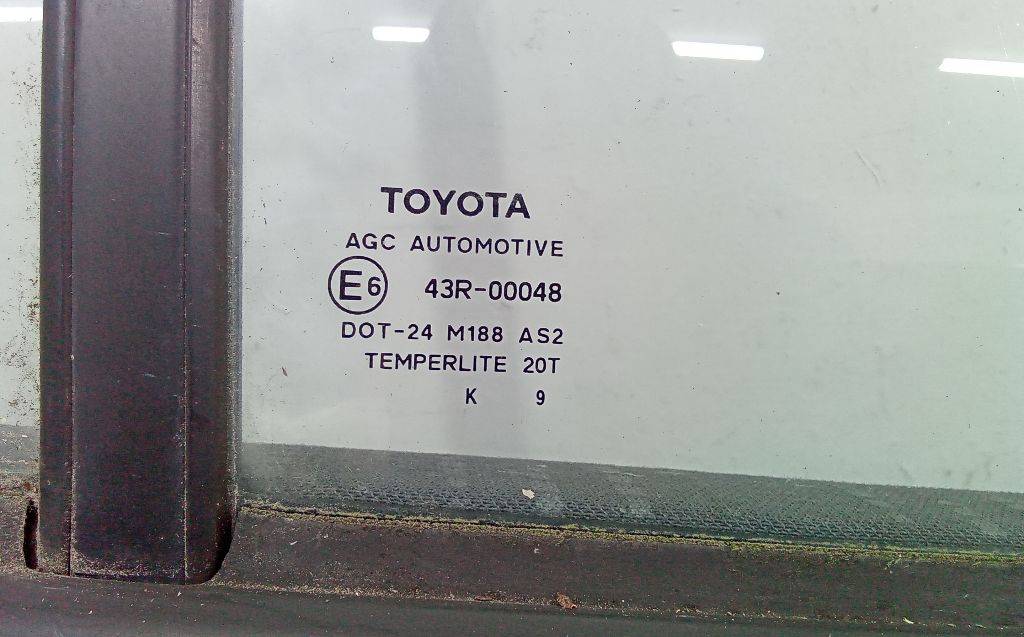 TOYOTA
AGC AUTOMOTIVE
E6 43R-00048
DOT-24 M188 AS2
TEMPERLITE 20T
K 9